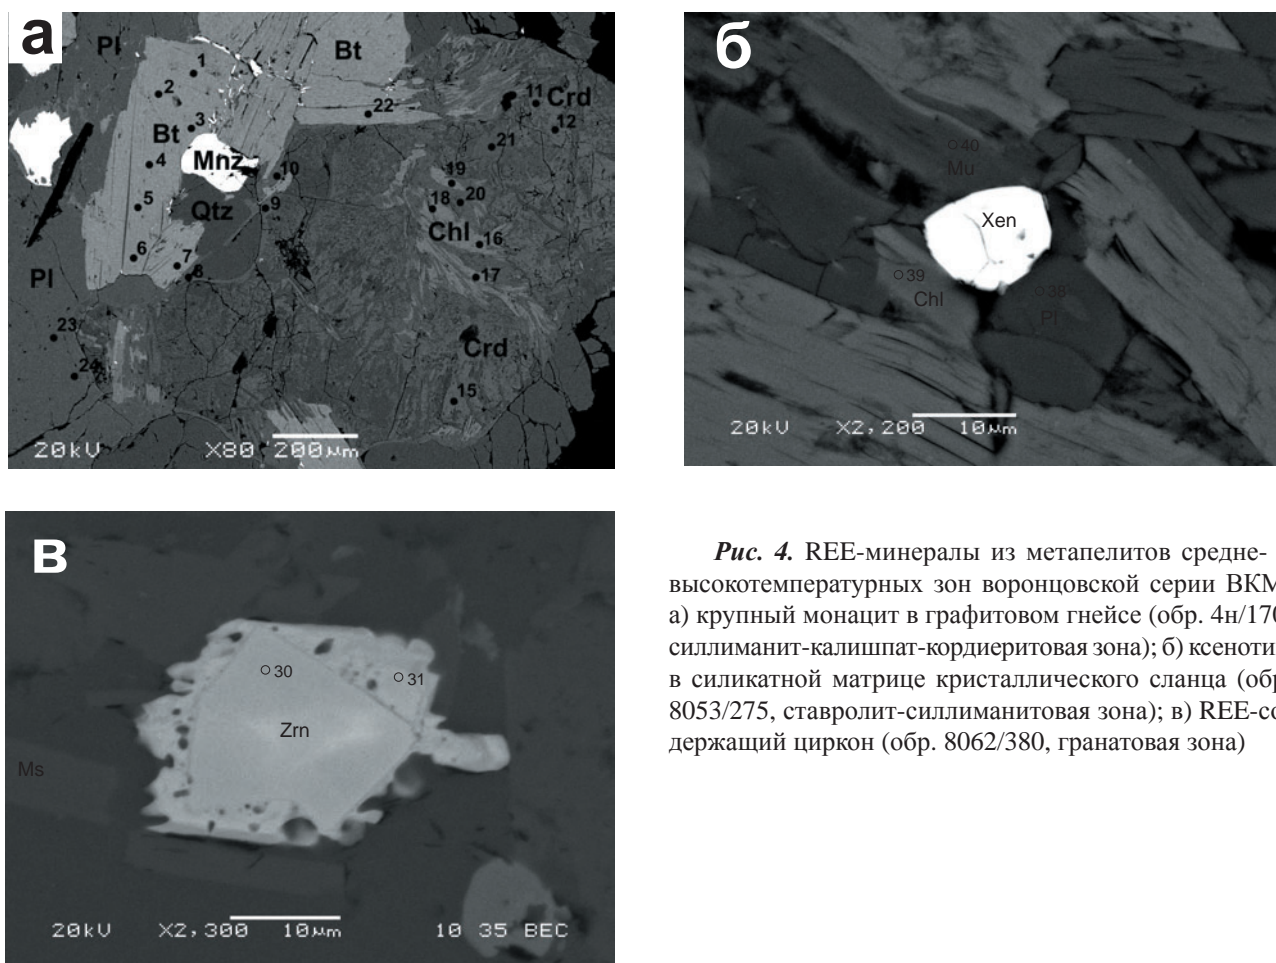 а
Pl
Bt
1
2
3
Bt
4
Mnz
5
Qtz
6
7
8
9
10
22
11
Crd
12
21
19
18
20
Chl
16
17
Crd
15
Pl
23
24
20kV X80 200µm
б
40
Mu
Xen
39
Chl
38
Pl
20kV X2,200 10µm
в
30
31
Zrn
Ms
20kV X2,300 10µm 10 35 BEC
Рис. 4. REE-минералы из метапелитов средне-
высокотемпературных зон воронцовской серии ВКМ
а) крупный монацит в графитовом гнейсе (обр. 4н/170
силлиманит-калишпат-кордиеритовая зона); б) ксеноти
в силикатной матрице кристаллического сланца (обр
8053/275, ставролит-силлиманитовая зона); в) REE-со
держащий циркон (обр. 8062/380, гранатовая зона)